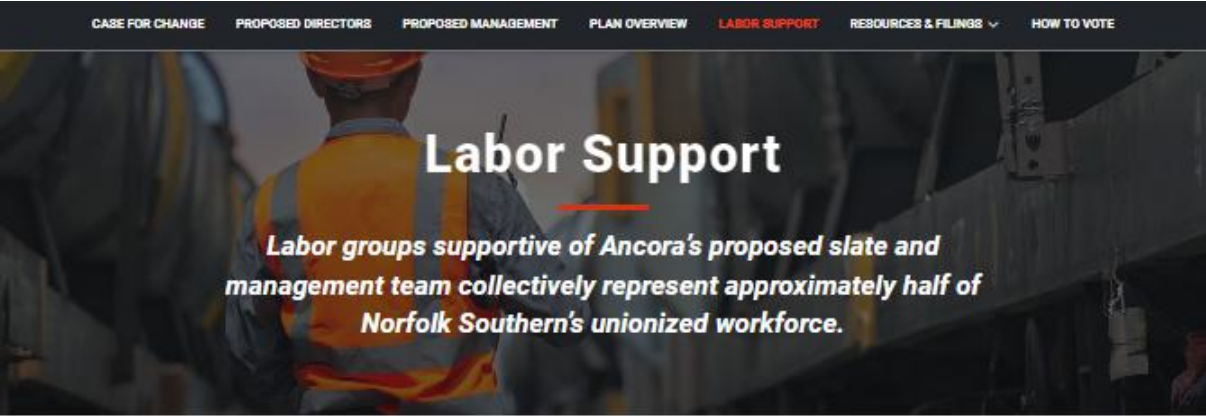 CASE FOR CHANGE PROPOSED DIRECTORS PROPOSED MANAGEMENT PLAN OVERVIEW LABOR SUPPORT RESOURCES & FILINGS HOW TO VOTE
Labor Support
Labor groups supportive of Ancora's proposed slate and
management team collectively represent approximately half of
Norfolk Southern's unionized workforce.